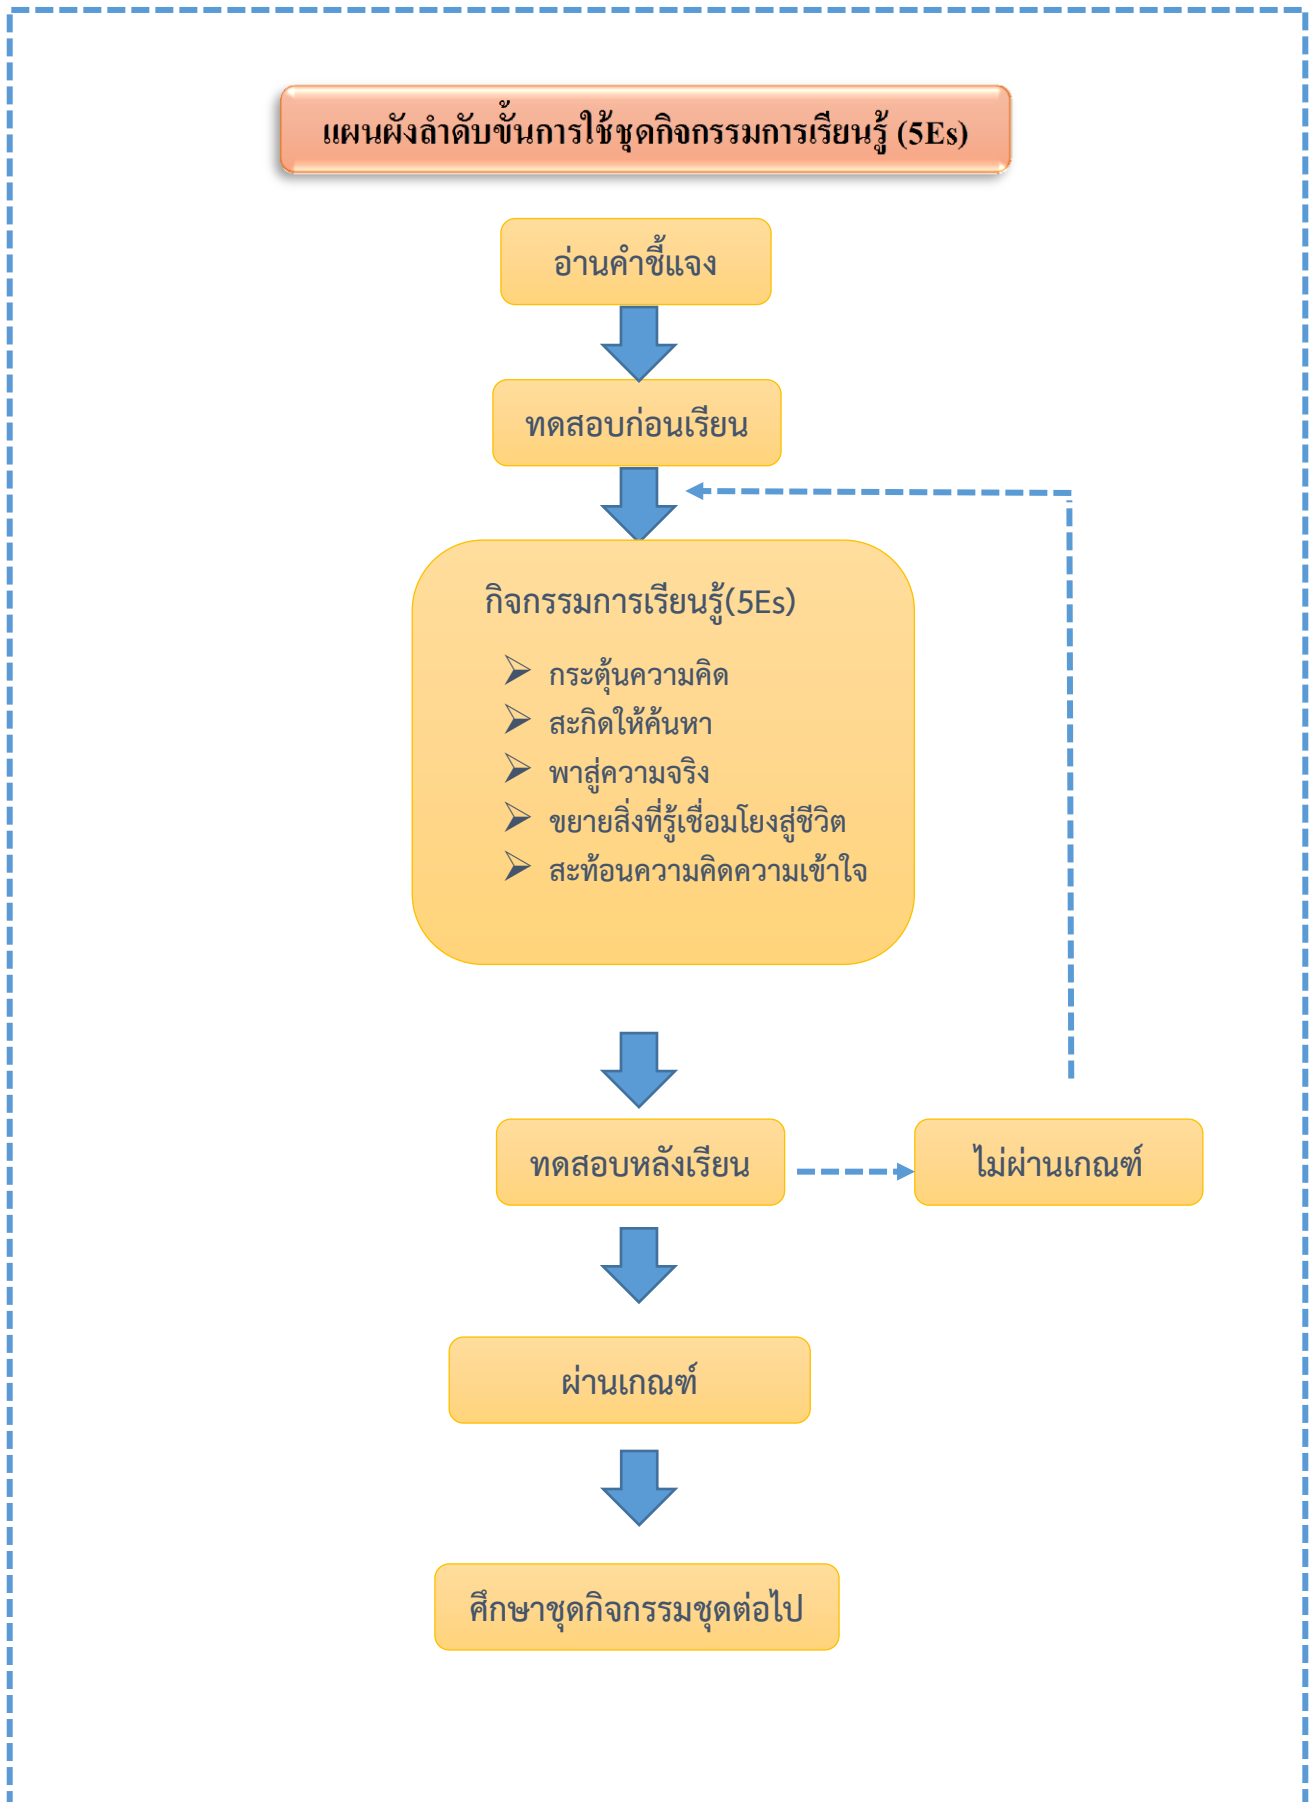 แผนผังลำดับขั้นการใช้ชุดกิจกรรมการเรียนรู้ (5Es)
อ่านคำชี้แจง
ทดสอบก่อนเรียน
กิจกรรมการเรียนรู้(5Es)
กระตุ้นความคิด
สะกิดให้ค้นหา
พาสู่ความจริง
ขยายสิ่งที่รู้เชื่อมโยงสู่ชีวิต
สะท้อนความคิดความเข้าใจ
ทดสอบหลังเรียน
ไม่ผ่านเกณฑ์
ผ่านเกณฑ์
ศึกษาชุดกิจกรรมชุดต่อไป